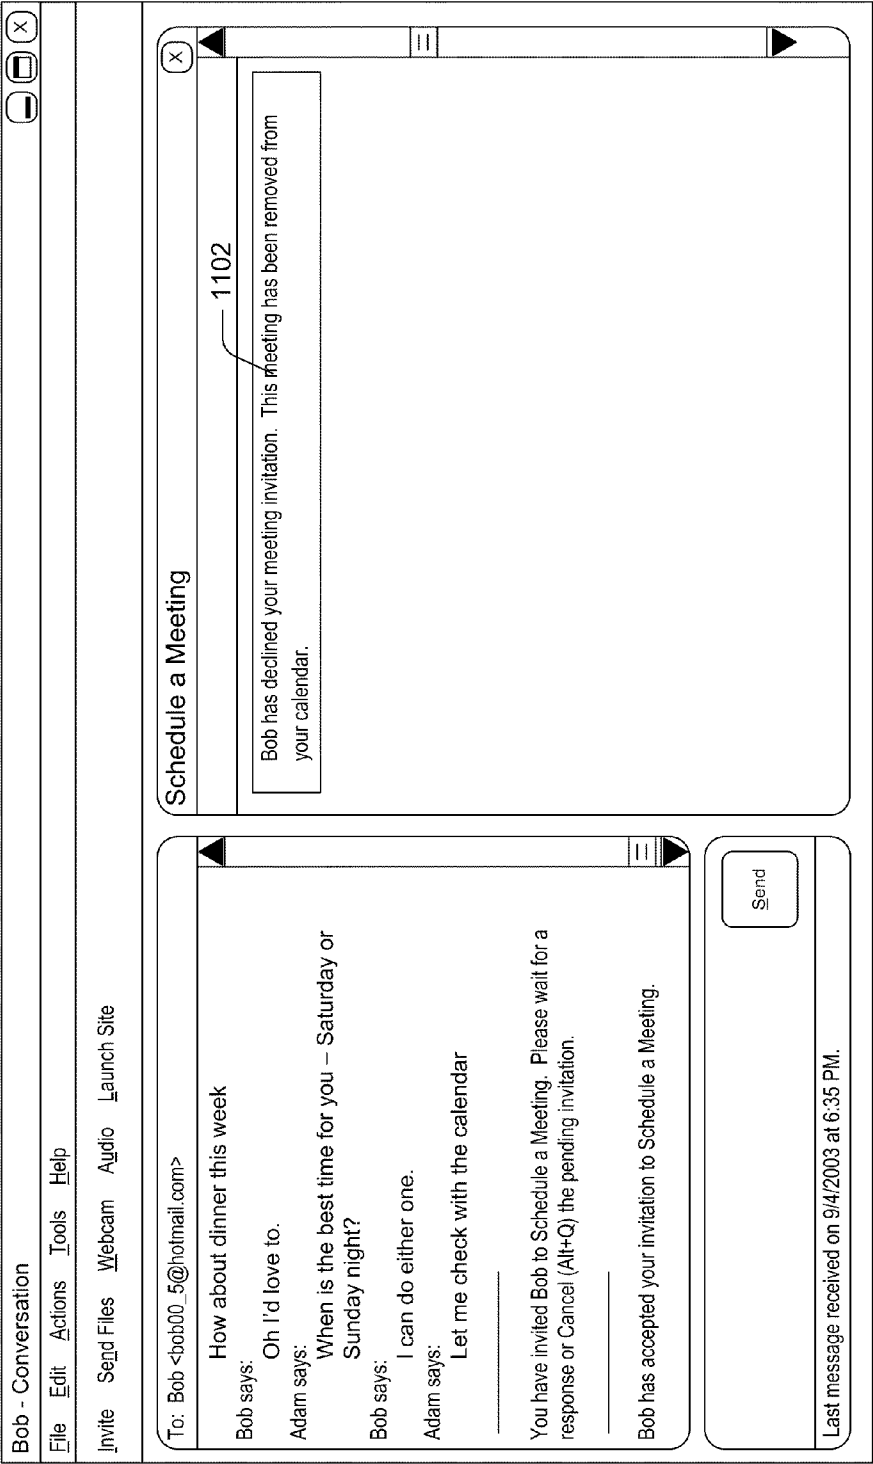 Bob - Conversation
X
File Edit Actions Tools Help
Invite Send Files Webcam Audio Launch Site
To: Bob <bob00_5@hotmail.com>
How about dinner this week
Bob says:
Oh I'd love to.
Adam says:
When is the best time for you – Saturday or
Sunday night?
Bob says:
I can do either one.
Adam says:
Let me check with the calendar
You have invited Bob to Schedule a Meeting. Please wait for a
response or Cancel (Alt+Q) the pending invitation.
Bob has accepted your invitation to Schedule a Meeting.
Send
Last message received on 9/4/2003 at 6:35 PM.
Schedule a Meeting
X
1102
Bob has declined your meeting invitation. This meeting has been removed from
your calendar.